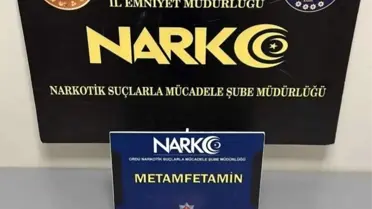 İL EMNİYET MÜDÜRLÜĞÜ
NARKO
NARKOTİK SUÇLARLA MÜCADELE ŞUBE MÜDÜRLÜĞÜ
NARKO
ORDU NARKOTİK SUÇLARLA MÜCADELE ŞUBE MÜDÜRLÜĞÜ
METAMFETAMİN